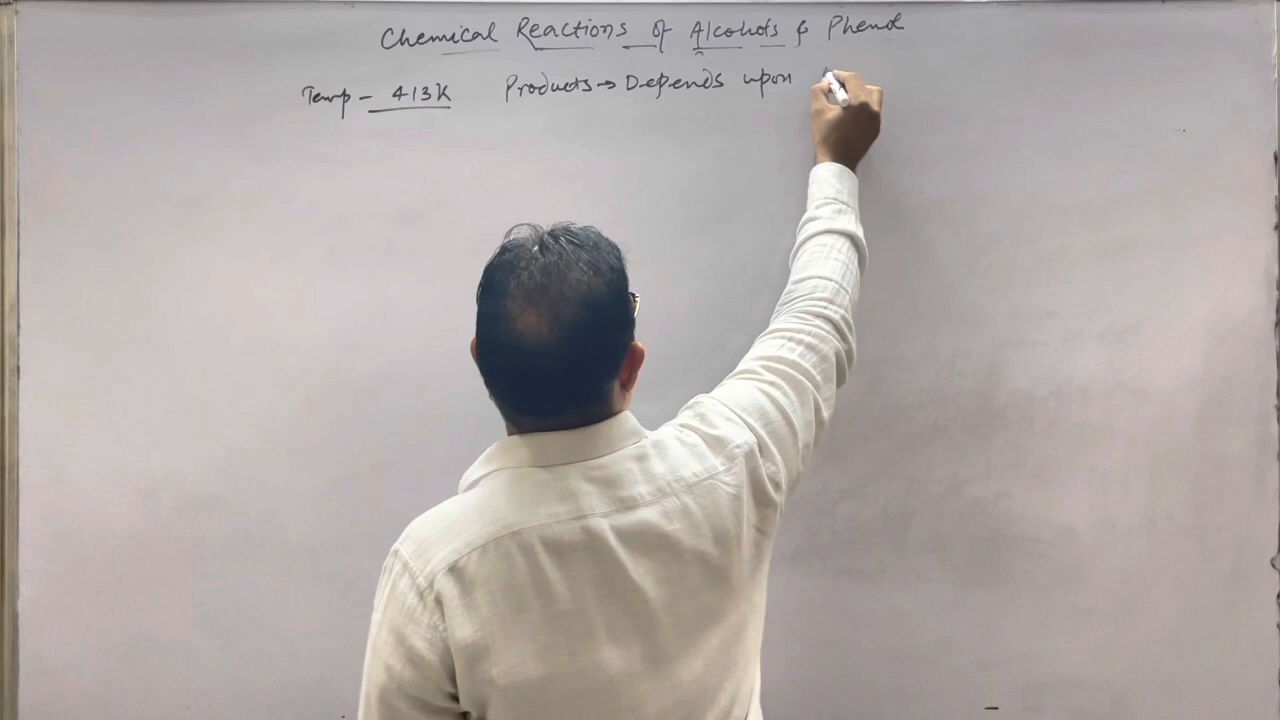 Chemical Reactions of Alcohols & Phenol
Temp - 413K Products → Depends upon